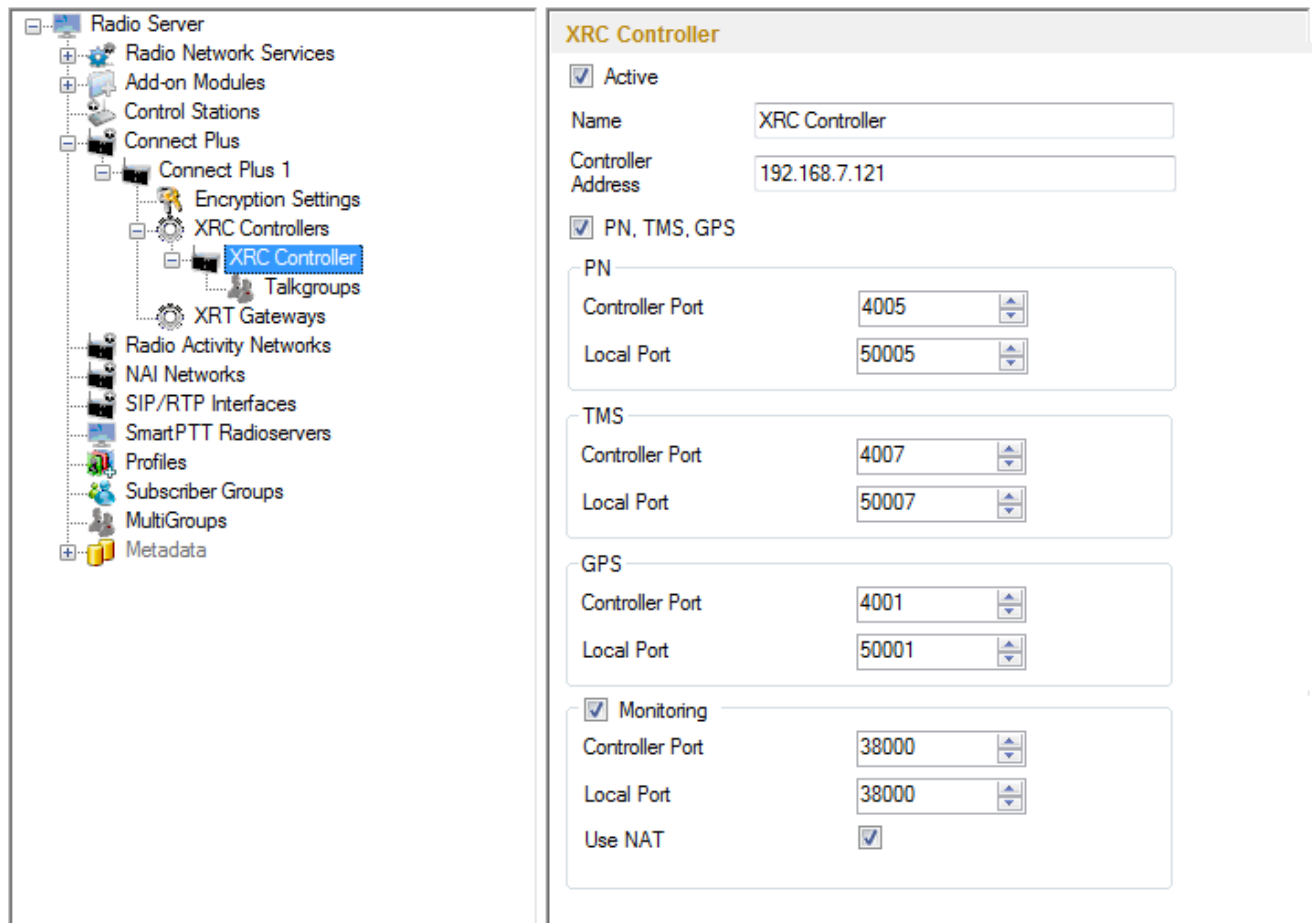 Radio Server
Radio Network Services
Add-on Modules
Control Stations
Connect Plus
Connect Plus 1
Encryption Settings
XRC Controllers
XRC Controller
Talkgroups
XRT Gateways
Radio Activity Networks
NAI Networks
SIP/RTP Interfaces
SmartPTT Radioservers
Profiles
Subscriber Groups
MultiGroups
Metadata
XRC Controller
Active
Name XRC Controller
Controller
Address 192.168.7.121
PN, TMS, GPS
PN
Controller Port 4005
Local Port 50005
TMS
Controller Port 4007
Local Port 50007
GPS
Controller Port 4001
Local Port 50001
Monitoring
Controller Port 38000
Local Port 38000
Use NAT